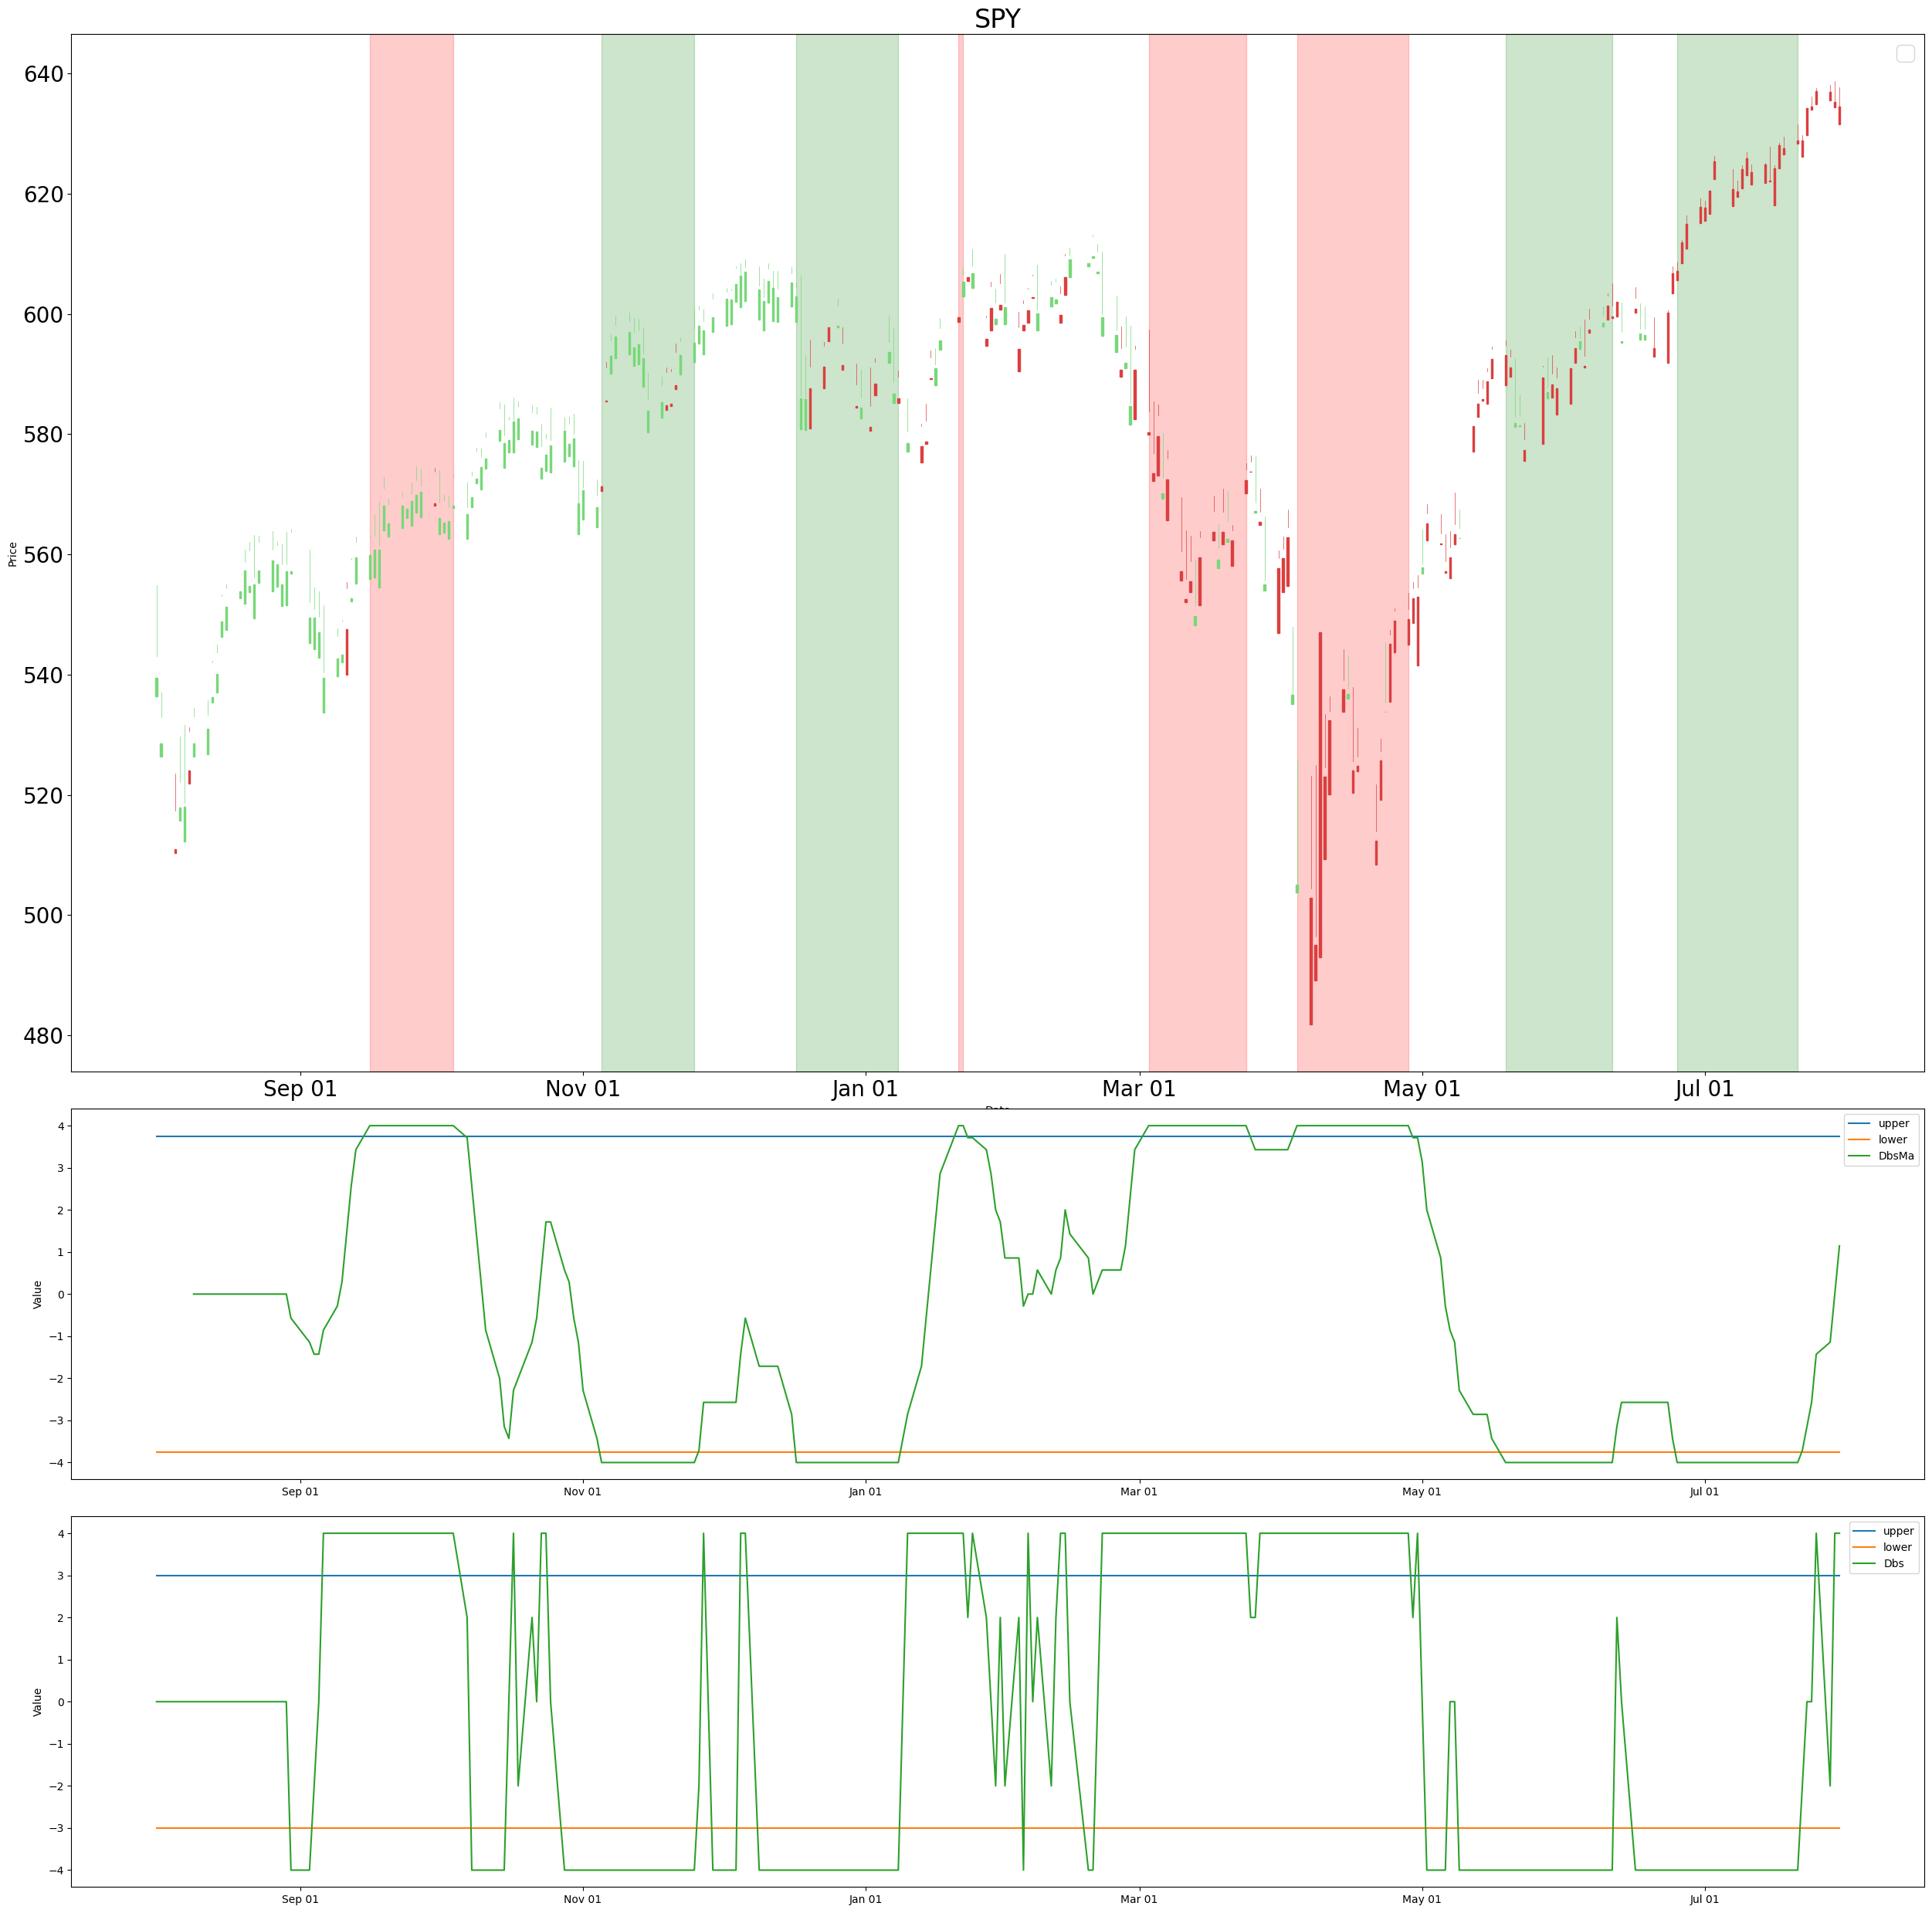 SPY
640
620
600
580
560
540
520
500
480
Price
Sep 01
Nov 01
Jan 01
Mar 01
May 01
Jul 01
Date
4
3
2
1
0
−1
−2
−3
−4
Value
upper
lower
DbsMa
Sep 01
Nov 01
Jan 01
Mar 01
May 01
Jul 01
4
3
2
1
0
−1
−2
−3
−4
Value
upper
lower
Dbs
Sep 01
Nov 01
Jan 01
Mar 01
May 01
Jul 01